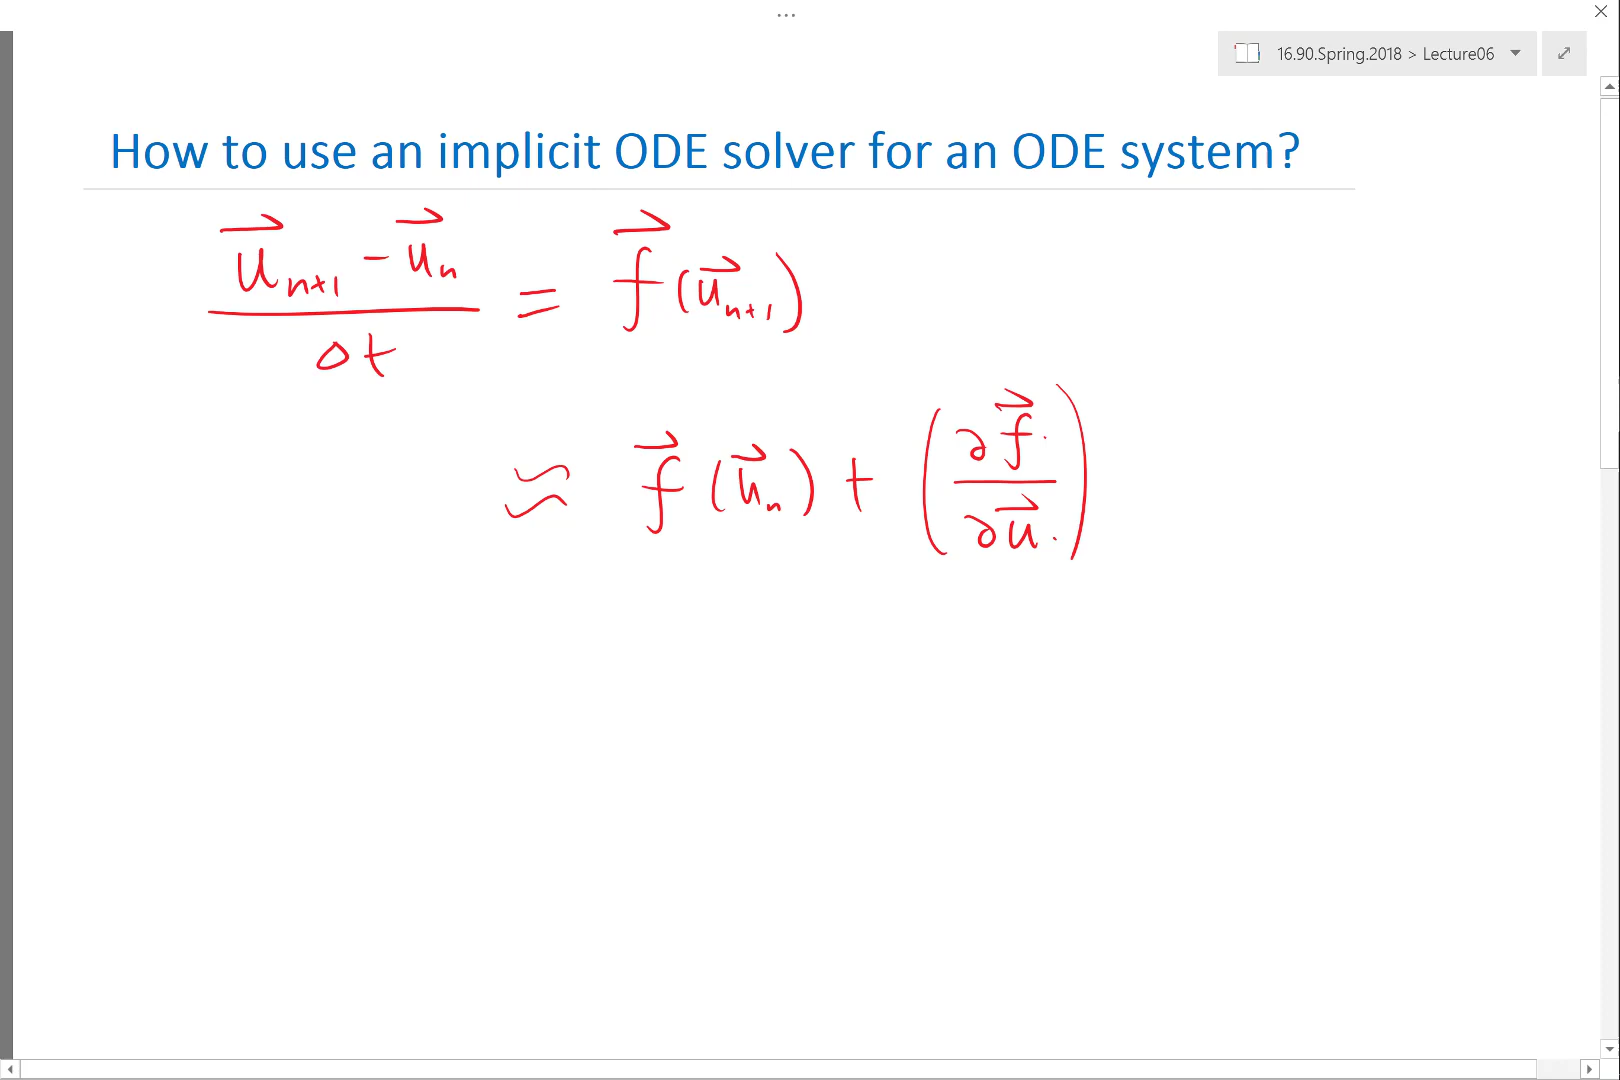 ...
16.90.Spring.2018 > Lecture06
How to use an implicit ODE solver for an ODE system?
(u⃗ₙ₊₁ − u⃗ₙ) / Δt = f⃗(u⃗ₙ₊₁)
≈ f⃗(u⃗ₙ) + (∂f⃗ / ∂u⃗)